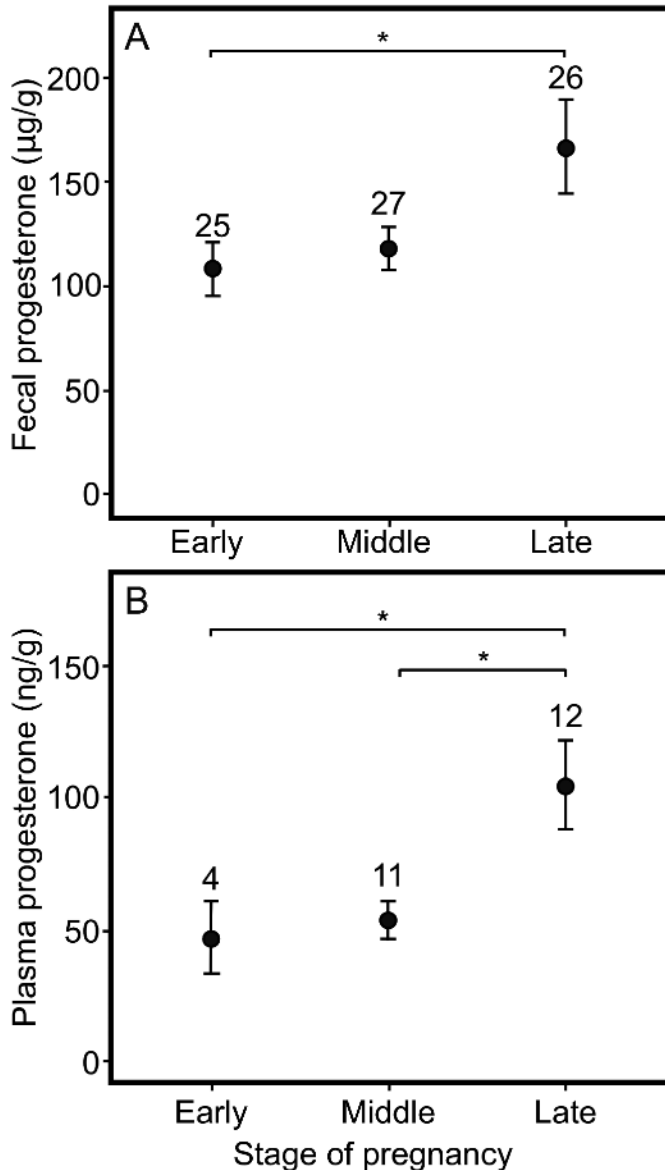 A
*
Fecal progesterone (µg/g)
200
150
100
50
0
25
27
26
Early Middle Late
B
*
*
Plasma progesterone (ng/g)
150
100
50
0
4
11
12
Early Middle Late
Stage of pregnancy